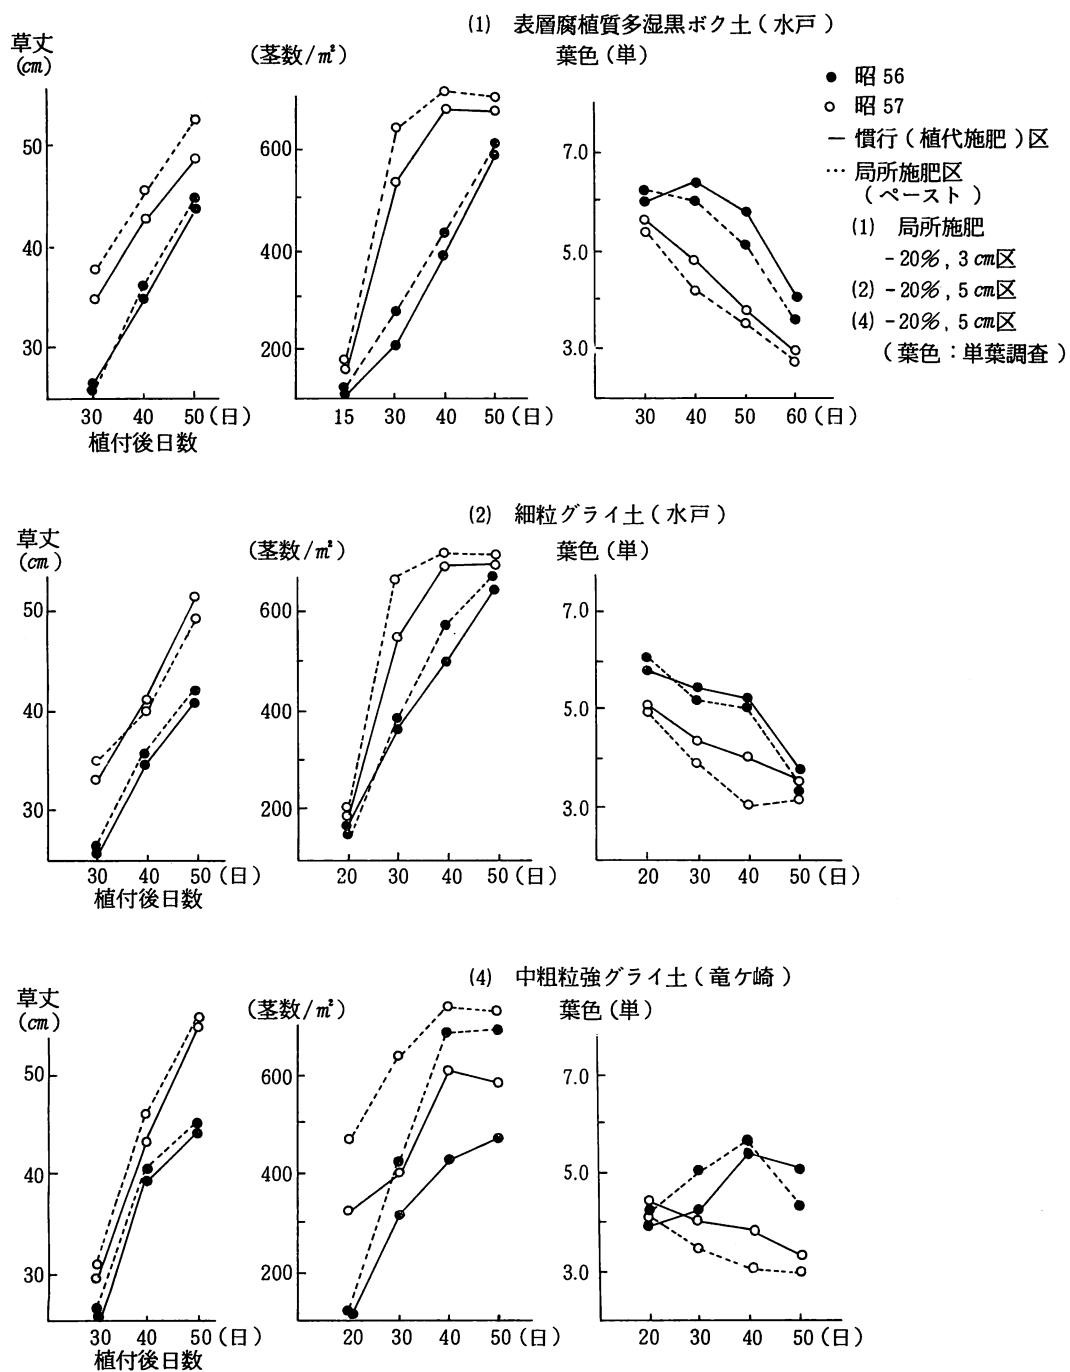 (1) 表層腐植質多湿黒ボク土(水戸)
草丈
(cm)
50
40
30
30 40 50(日)
植付後日数
(茎数/㎡)
600
400
200
15 30 40 50(日)
葉色(単)
7.0
5.0
3.0
30 40 50 60(日)
● 昭56
○ 昭57
― 慣行(植代施肥)区
… 局所施肥区
(ペースト)
(1) 局所施肥
-20%, 3cm区
(2) -20%, 5cm区
(4) -20%, 5cm区
(葉色:単葉調査)
(2) 細粒グライ土(水戸)
草丈
(cm)
50
40
30
30 40 50(日)
植付後日数
(茎数/㎡)
600
400
200
20 30 40 50(日)
葉色(単)
7.0
5.0
3.0
20 30 40 50(日)
(4) 中粗粒強グライ土(竜ケ崎)
草丈
(cm)
50
40
30
30 40 50(日)
植付後日数
(茎数/㎡)
600
400
200
20 30 40 50(日)
葉色(単)
7.0
5.0
3.0
20 30 40 50(日)